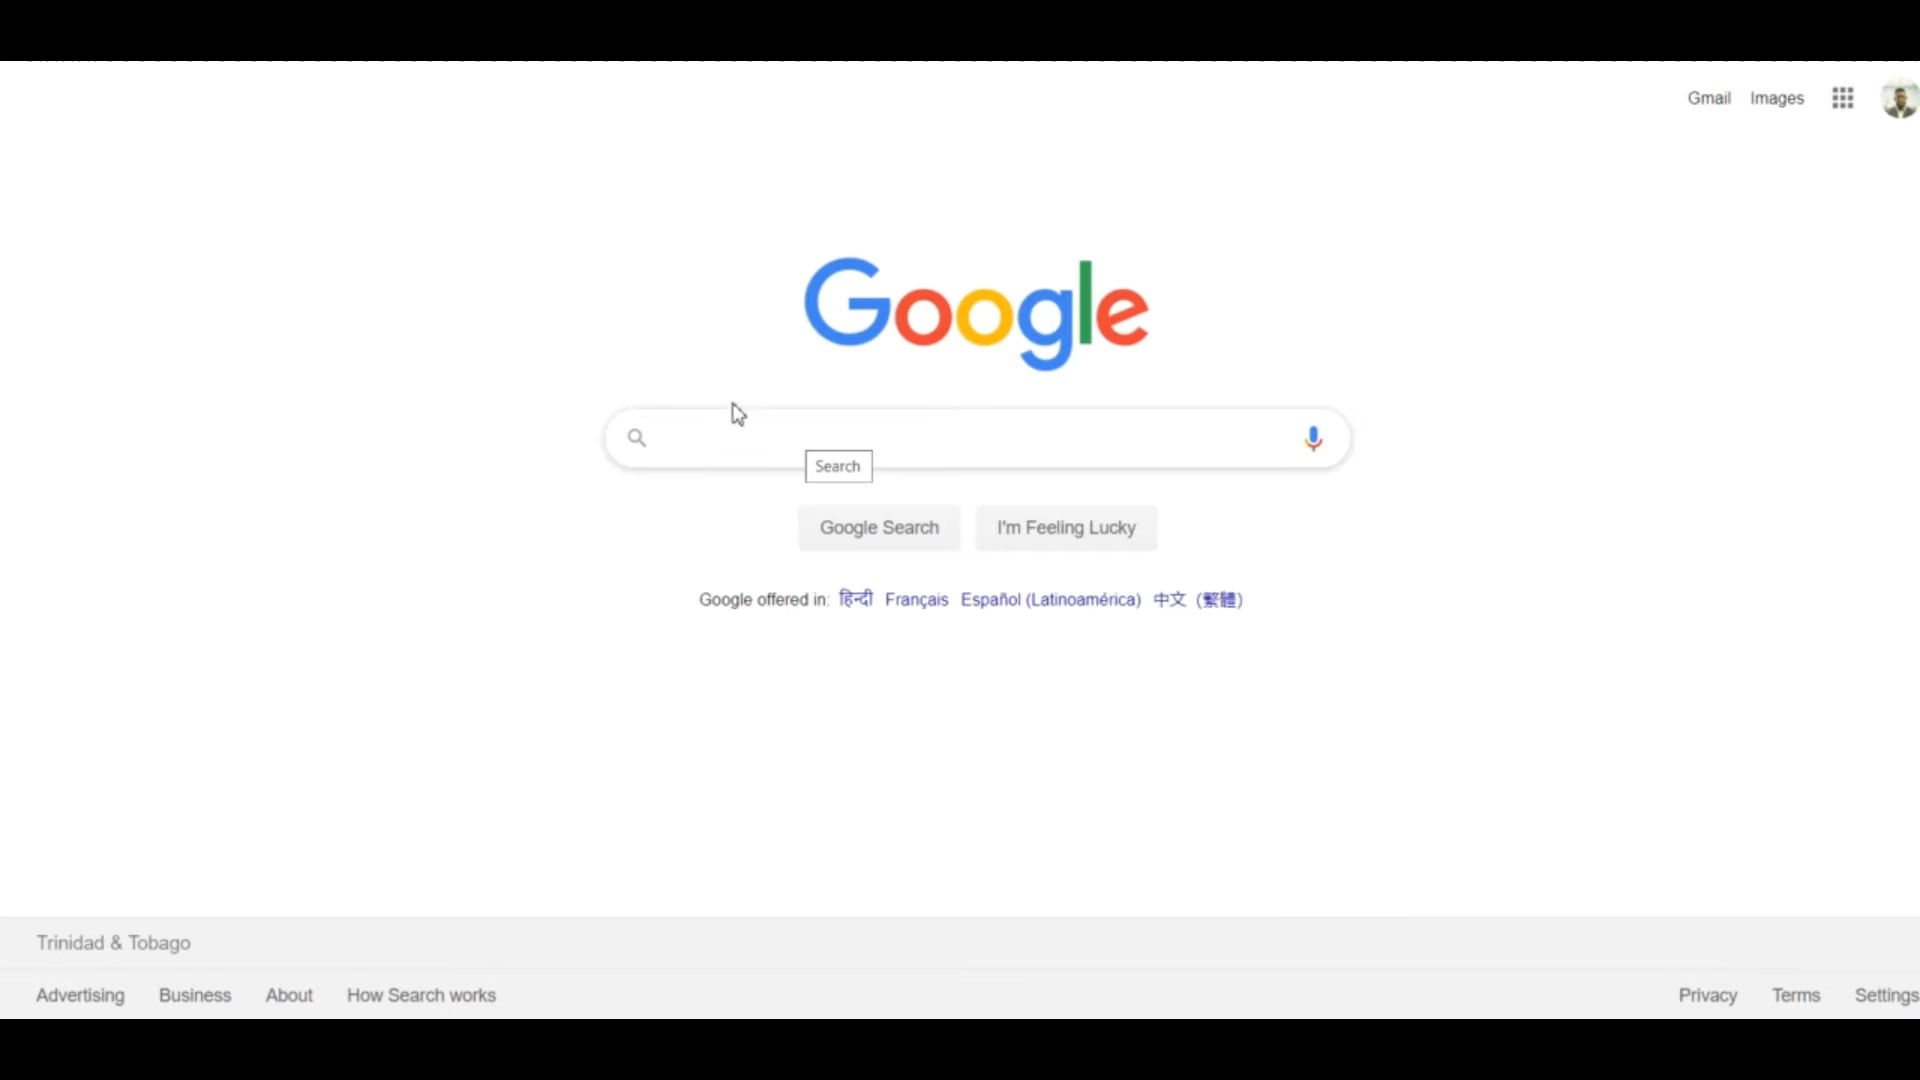 Gmail Images
Google
Search
Google Search I'm Feeling Lucky
Google offered in: हिन्दी Français Español (Latinoamérica) 中文 (繁體)
Trinidad & Tobago
Advertising Business About How Search works Privacy Terms Settings